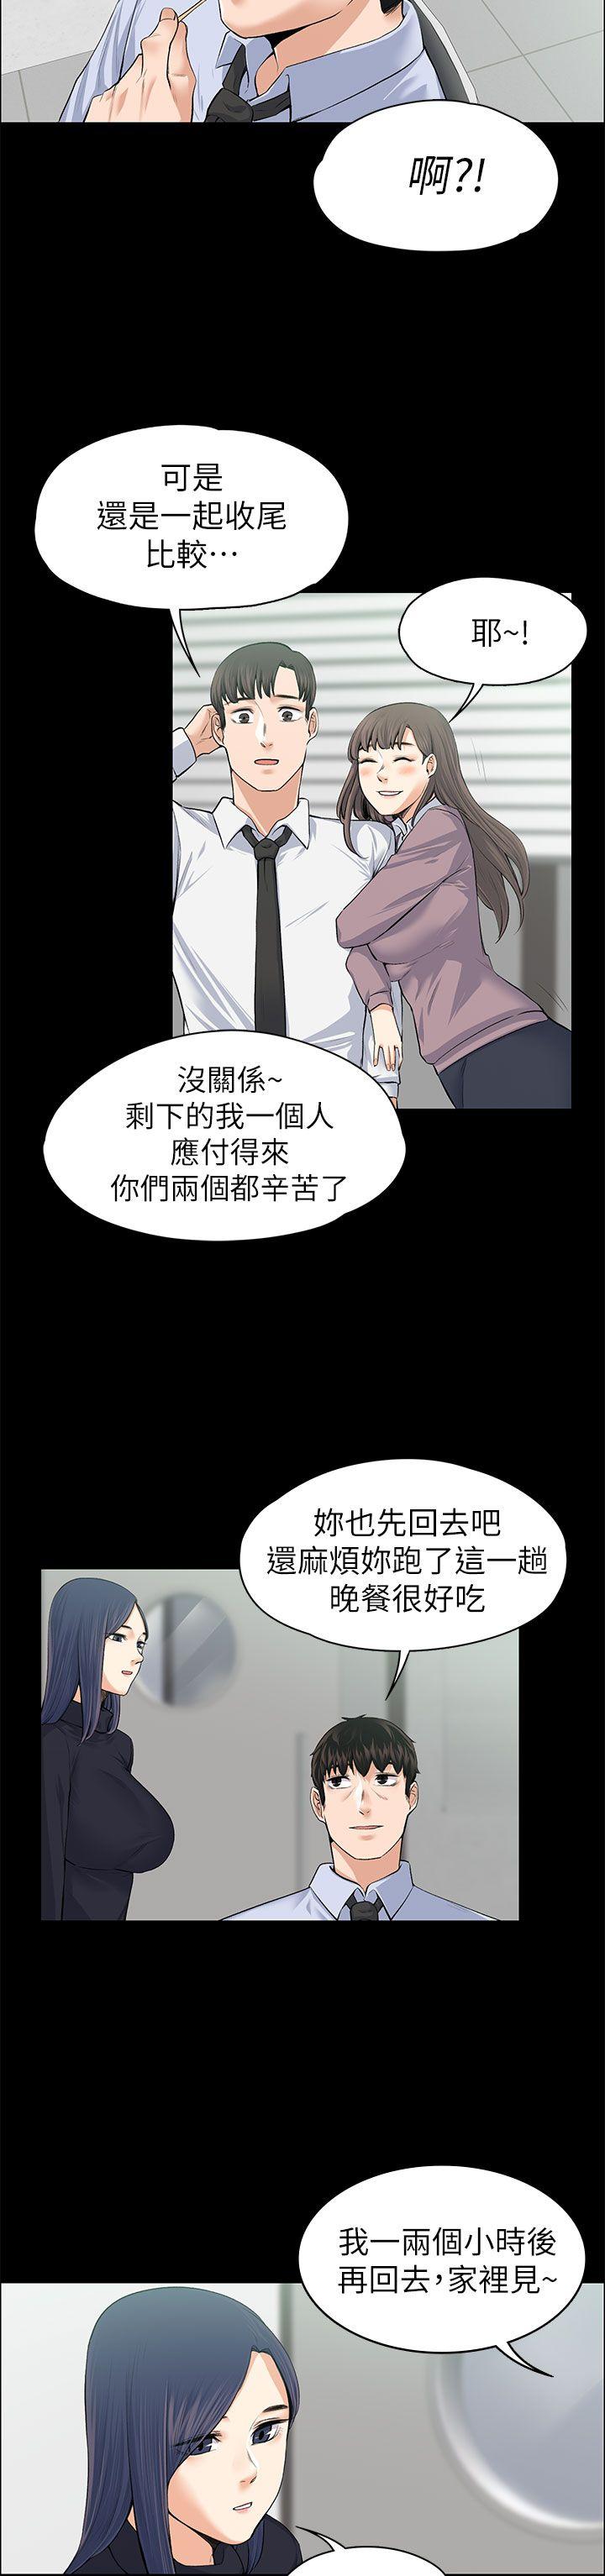 啊?!
可是
還是一起收尾
比較…
耶~!
沒關係~
剩下的我一個人
應付得來
你們兩個都辛苦了
妳也先回去吧
還麻煩妳跑了這一趟
晚餐很好吃
我一兩個小時後
再回去，家裡見~